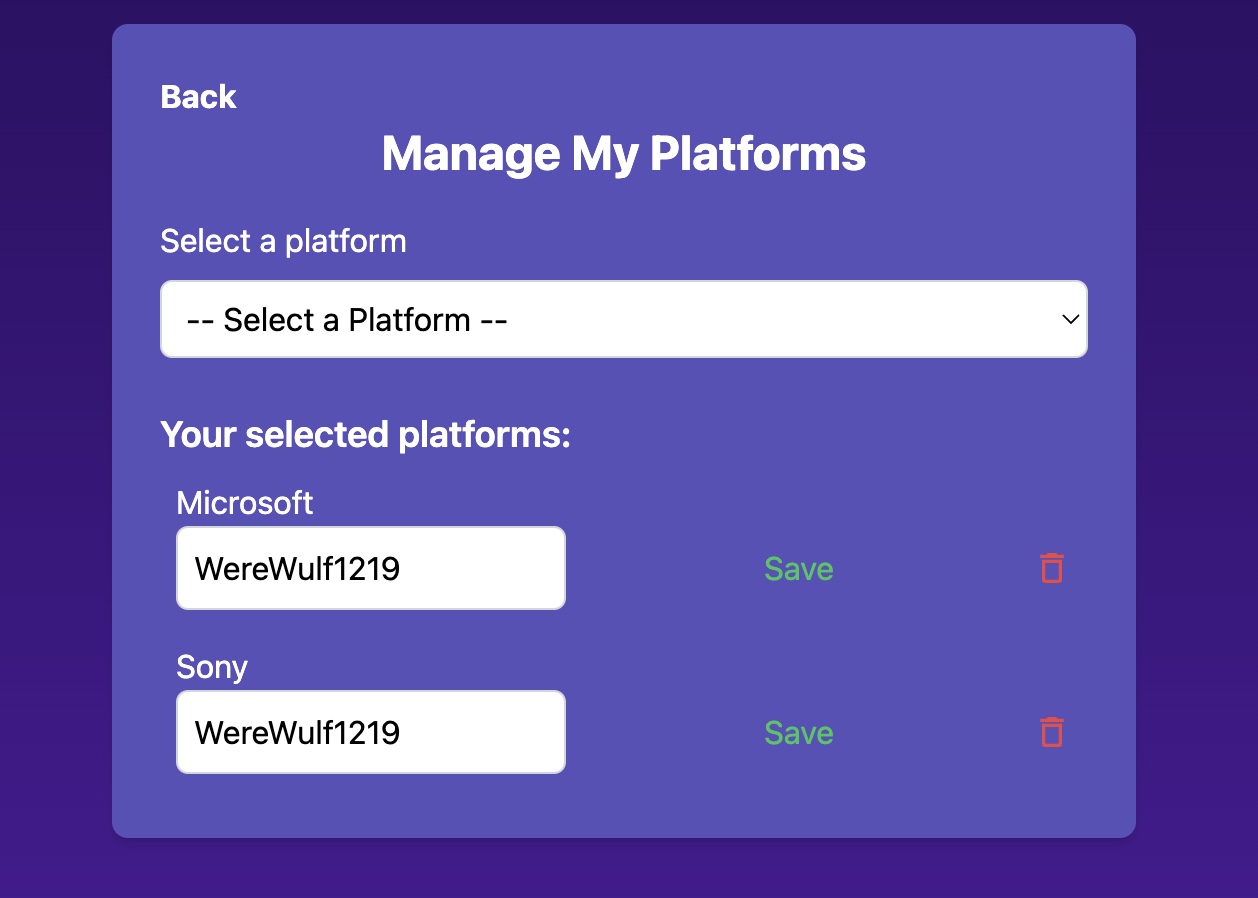 Back
Manage My Platforms
Select a platform
-- Select a Platform --
Your selected platforms:
Microsoft
WereWulf1219 Save
Sony
WereWulf1219 Save